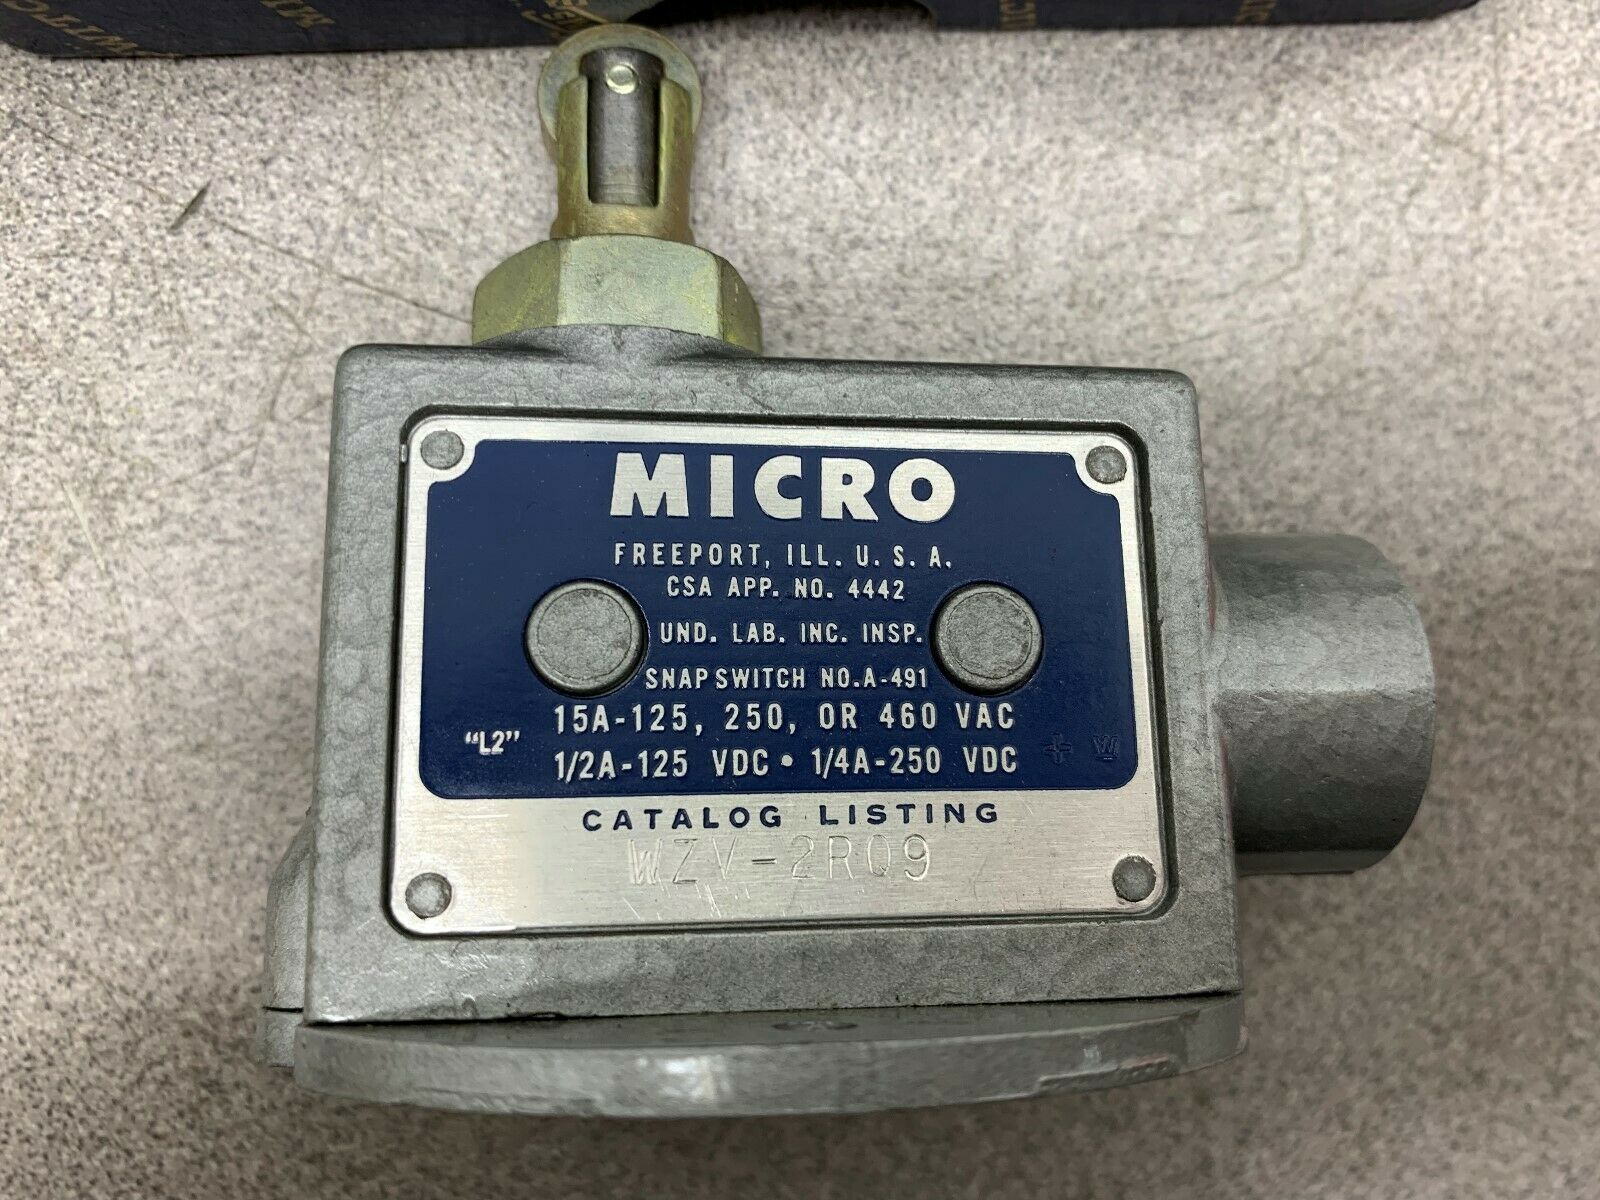 MICRO
FREEPORT, ILL. U. S. A.
CSA APP. NO. 4442
UND. LAB. INC. INSP.
SNAP SWITCH NO. A-491
15A-125, 250, OR 460 VAC
"L2"
1/2A-125 VDC • 1/4A-250 VDC
CATALOG LISTING
WZV-2RQ9